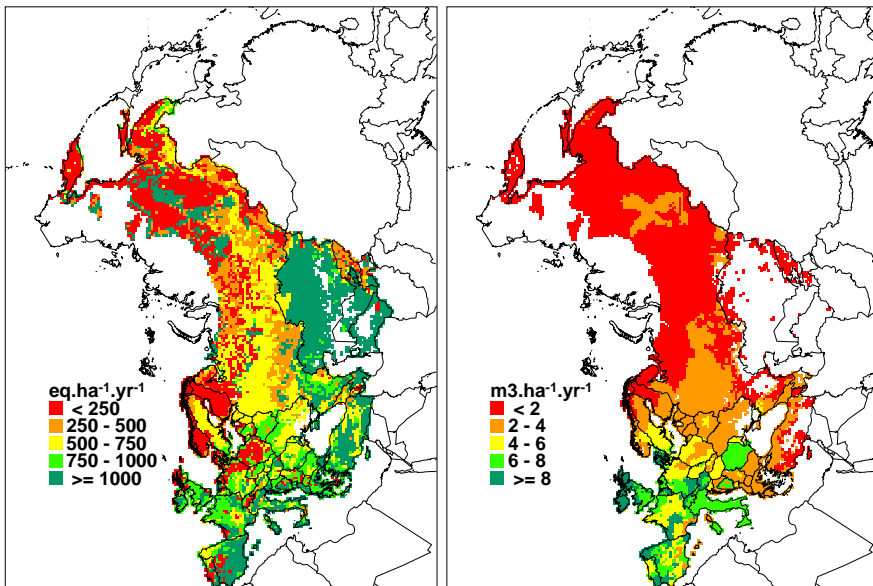 eq.ha⁻¹.yr⁻¹
< 250
250 - 500
500 - 750
750 - 1000
>= 1000
m3.ha⁻¹.yr⁻¹
< 2
2 - 4
4 - 6
6 - 8
>= 8